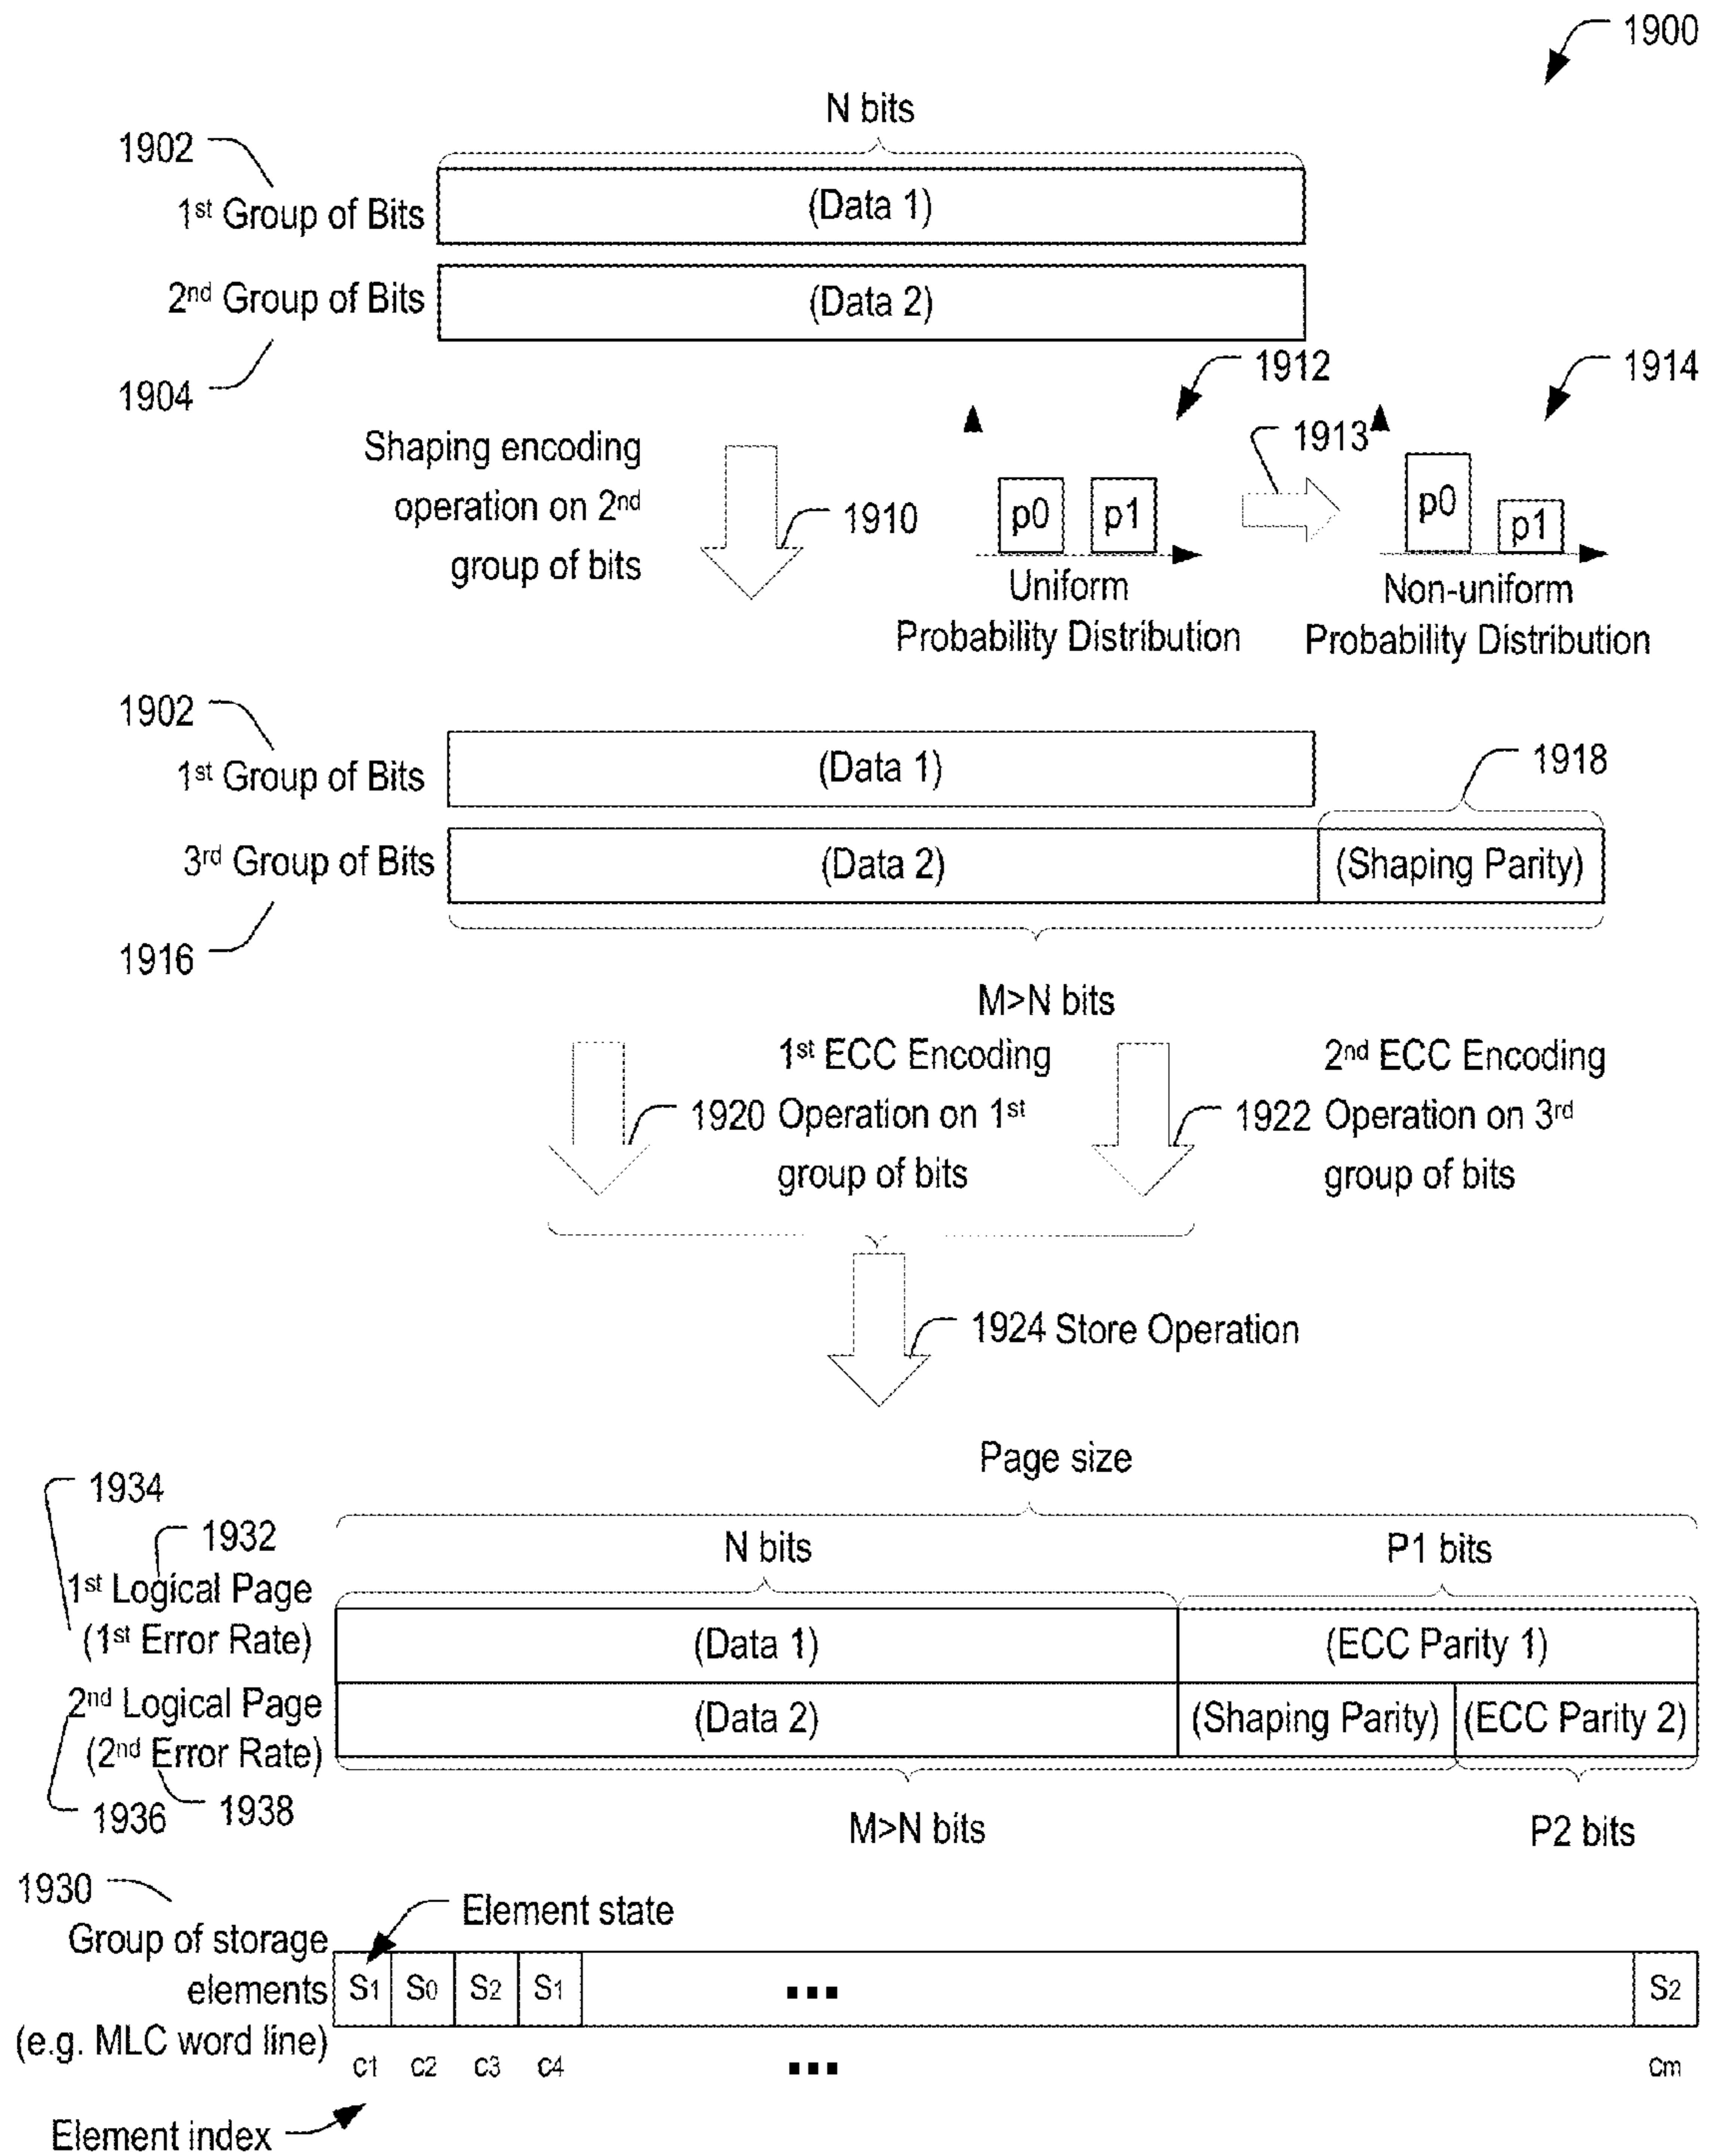 1900
N bits
1902
1st Group of Bits
(Data 1)
2nd Group of Bits
(Data 2)
1904
1912
1914
Shaping encoding
operation on 2nd
group of bits
1910
p0
p1
1913
p0
p1
Uniform
Probability Distribution
Non-uniform
Probability Distribution
1902
1st Group of Bits
(Data 1)
1918
3rd Group of Bits
(Data 2)
(Shaping Parity)
1916
M>N bits
1920
1st ECC Encoding
Operation on 1st
group of bits
1922
2nd ECC Encoding
Operation on 3rd
group of bits
1924 Store Operation
Page size
1934
1932
N bits
P1 bits
1st Logical Page
(1st Error Rate)
(Data 1)
(ECC Parity 1)
2nd Logical Page
(2nd Error Rate)
(Data 2)
(Shaping Parity)
(ECC Parity 2)
1936
1938
M>N bits
P2 bits
1930
Element state
Group of storage
elements
(e.g. MLC word line)
S1 S0 S2 S1 ... S2
c1 c2 c3 c4 ... cm
Element index